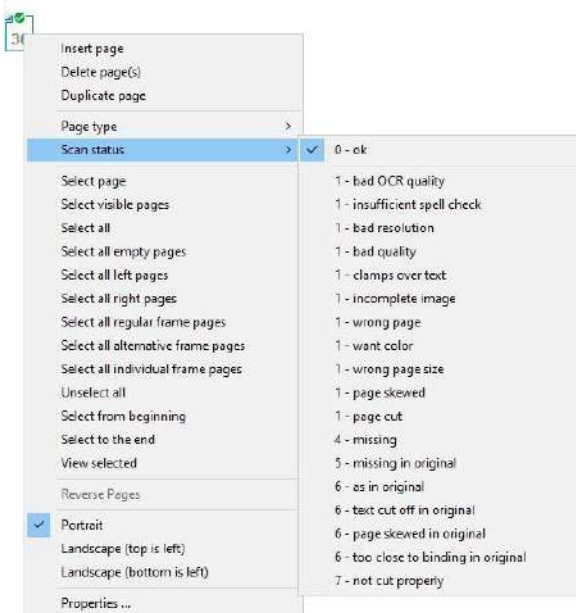 Insert page
Delete page(s)
Duplicate page
Page type
Scan status
Select page
Select visible pages
Select all
Select all empty pages
Select all left pages
Select all right pages
Select all regular frame pages
Select all alternative frame pages
Select all individual frame pages
Unselect all
Select from beginning
Select to the end
View selected
Reverse Pages
Portrait
Landscape (top is left)
Landscape (bottom is left)
Properties ...
0 - ok
1 - bad OCR quality
1 - insufficient spell check
1 - bad resolution
1 - bad quality
1 - clamps over text
1 - incomplete image
1 - wrong page
1 - want color
1 - wrong page size
1 - page skewed
1 - page cut
4 - missing
5 - missing in original
6 - as in original
6 - text cut off in original
6 - page skewed in original
6 - too close to binding in original
7 - not cut properly